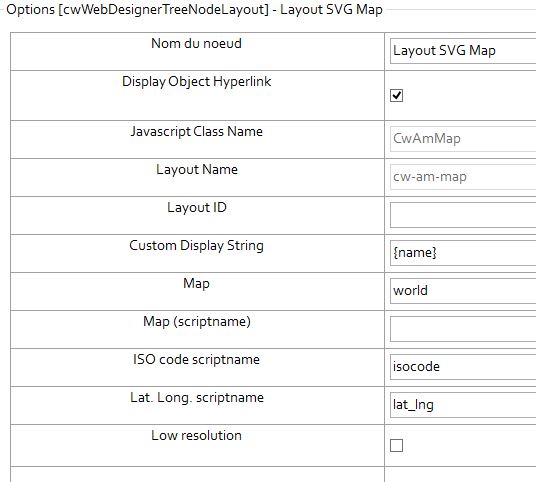 Options [cwWebDesignerTreeNodeLayout] - Layout SVG Map
Nom du noeud Layout SVG Map
Display Object Hyperlink
Javascript Class Name CwAmMap
Layout Name cw-am-map
Layout ID
Custom Display String {name}
Map world
Map (scriptname)
ISO code scriptname isocode
Lat. Long. scriptname lat_lng
Low resolution